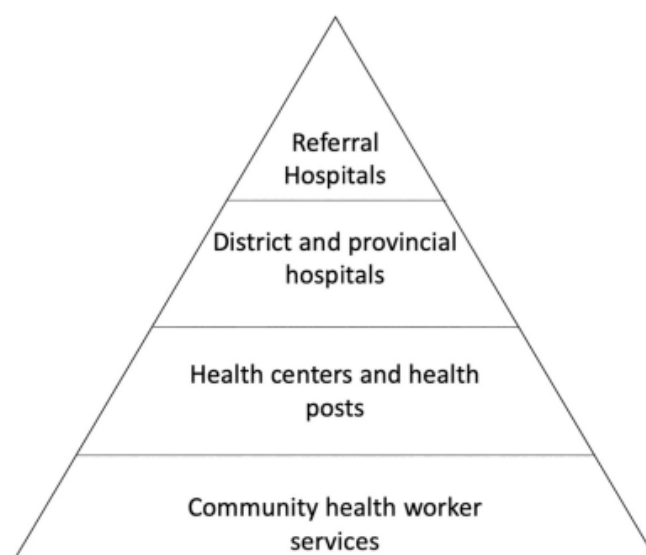 Referral
Hospitals
District and provincial
hospitals
Health centers and health
posts
Community health worker
services